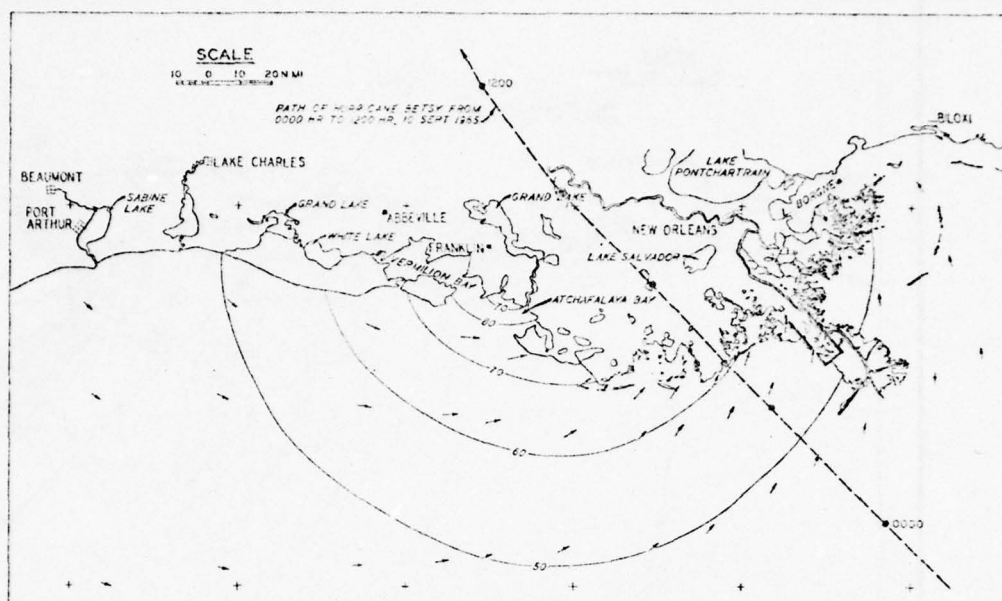 SCALE
10 0 10 20 N MI
1200
PATH OF HURRICANE BETSY FROM
0000 HR TO 1200 HR, 10 SEPT 1965
BILOXI
LAKE CHARLES
LAKE
PONTCHARTRAIN
BEAUMONT
SABINE
LAKE
BORGNE
GRAND LAKE
GRAND LAKE
PORT
ARTHUR
ABBEVILLE
NEW ORLEANS
WHITE LAKE
FRANKLIN
LAKE SALVADOR
VERMILION BAY
ATCHAFALAYA BAY
70
60
70
60
0000
50